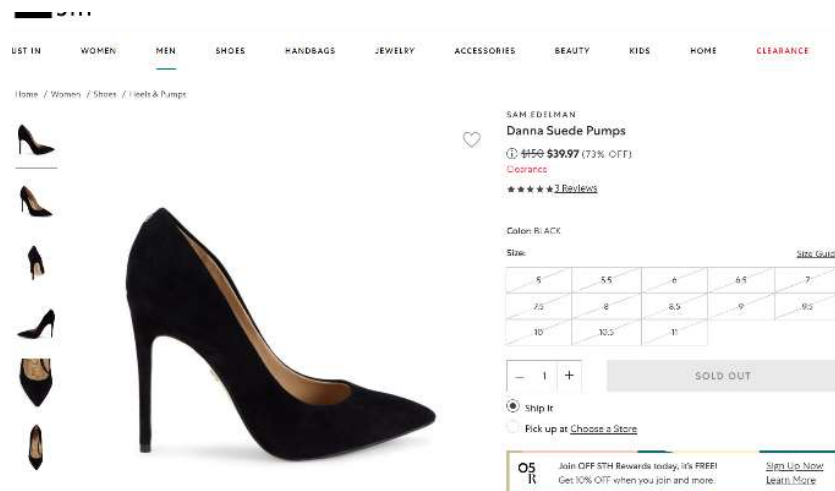 5TH
UST IN WOMEN MEN SHOES HANDBAGS JEWELRY ACCESSORIES BEAUTY KIDS HOME CLEARANCE
Home / Women / Shoes / Heels & Pumps
SAM EDELMAN
Danna Suede Pumps
$150 $39.97 (73% OFF)
Clearance
★★★★★ 3 Reviews
Color: BLACK
Size: Size Guid
5 5.5 6 6.5 7
7.5 8 8.5 9 9.5
10 10.5 11
– 1 + SOLD OUT
Ship It
Pick up at Choose a Store
O5 Join OFF 5TH Rewards today, it's FREE! Sign Up Now
R Get 10% OFF when you join and more. Learn More